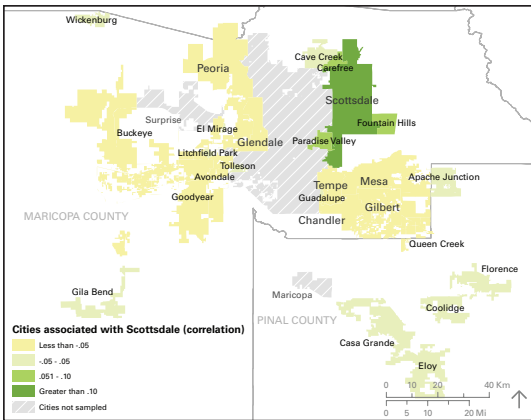 Wickenburg
Cave Creek
Peoria
Carefree
Scottsdale
Surprise
Fountain Hills
Buckeye
El Mirage
Glendale
Paradise Valley
Litchfield Park
Tolleson
Avondale
Tempe
Mesa
Apache Junction
Goodyear
Guadalupe
Gilbert
MARICOPA COUNTY
Chandler
Queen Creek
Gila Bend
Florence
Maricopa
Coolidge
PINAL COUNTY
Casa Grande
Eloy
Cities associated with Scottsdale (correlation)
Less than -.05
-.05 - .05
.051 - .10
Greater than .10
Cities not sampled
0 10 20 40 Km
0 5 10 20 Mi